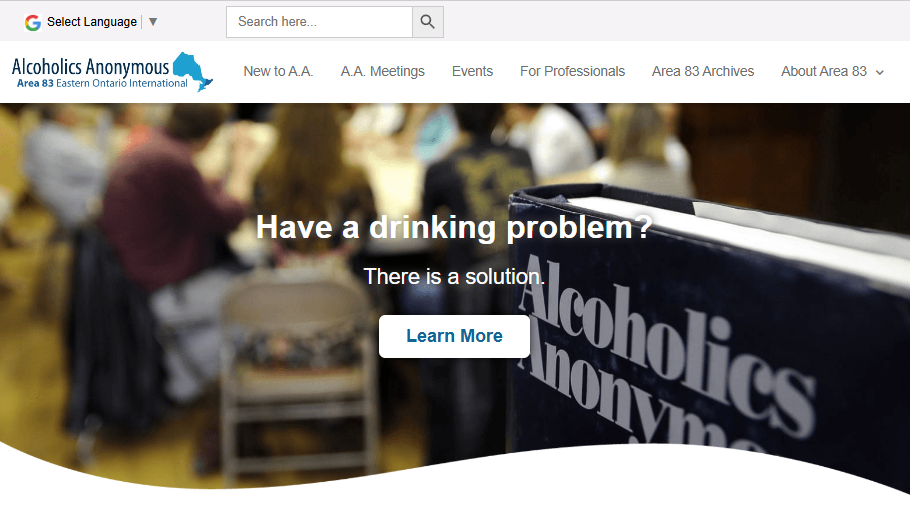 Select Language ▼
Search here...
Alcoholics Anonymous
Area 83 Eastern Ontario International
New to A.A.
A.A. Meetings
Events
For Professionals
Area 83 Archives
About Area 83
Have a drinking problem?
There is a solution.
Learn More
Alcoholics
Anonymo